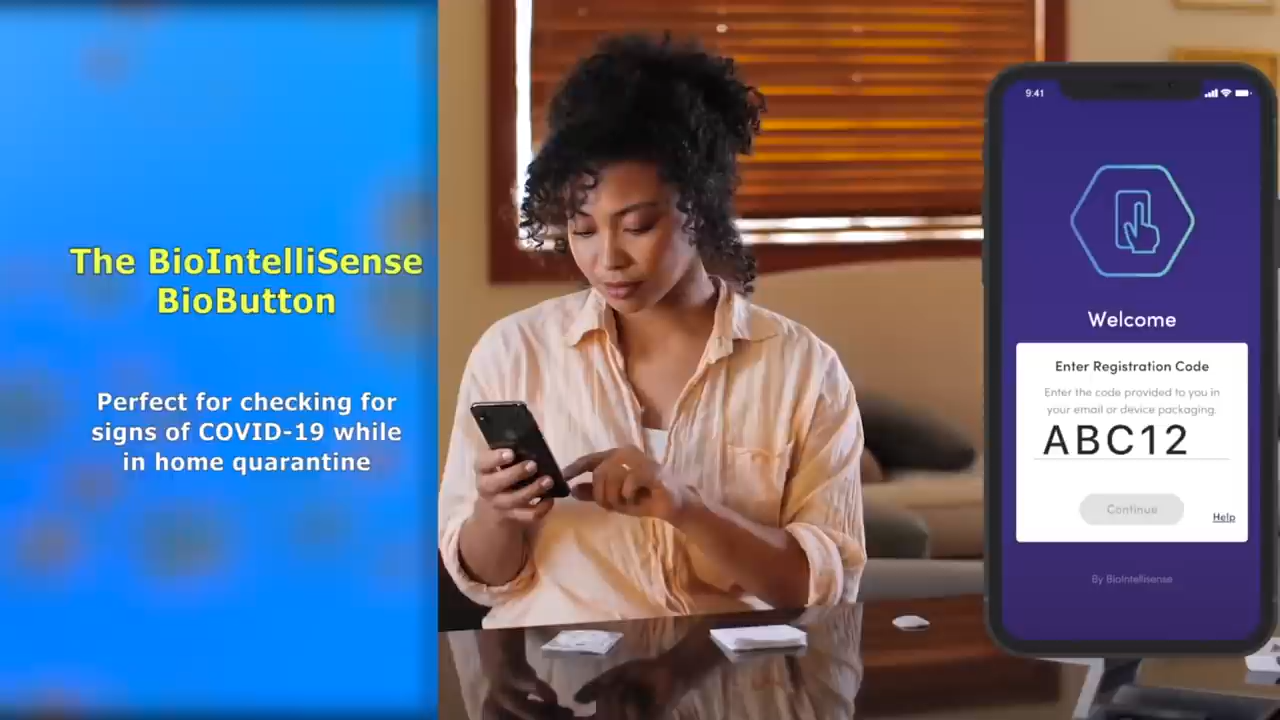 The BioIntelliSense
BioButton
Perfect for checking for
signs of COVID-19 while
in home quarantine
9:41
Welcome
Enter Registration Code
Enter the code provided to you in
your email or device packaging.
ABC12
Continue
Help
By BioIntellisense